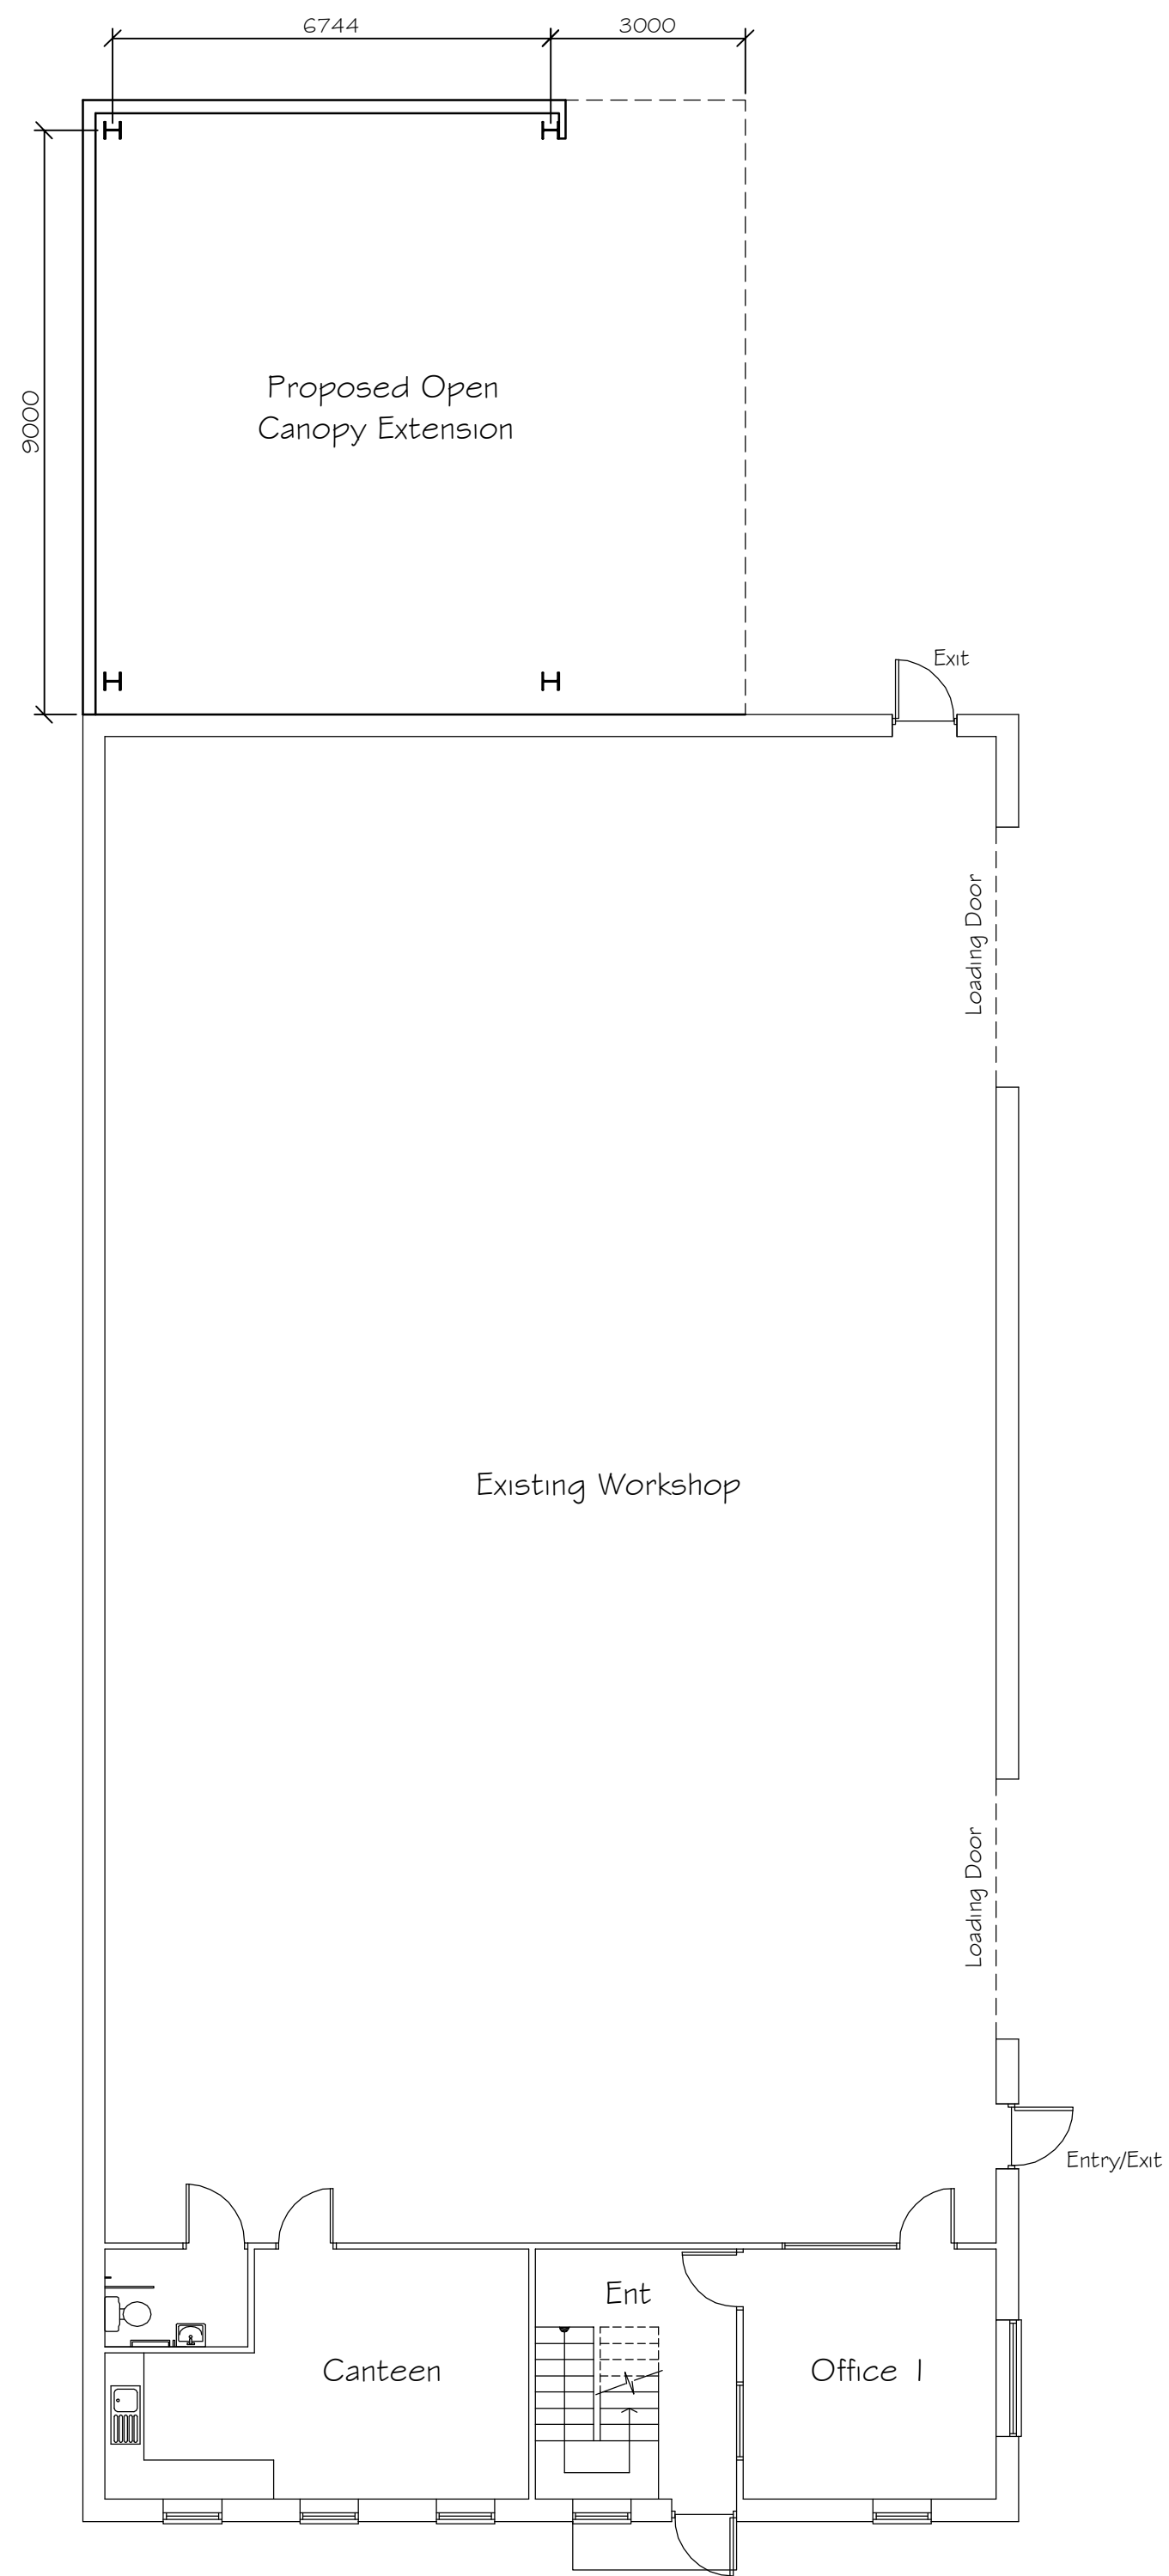 6744
3000
9000
Proposed Open
Canopy Extension
Exit
Loading Door
Existing Workshop
Loading Door
Entry/Exit
Ent
Canteen
Office 1